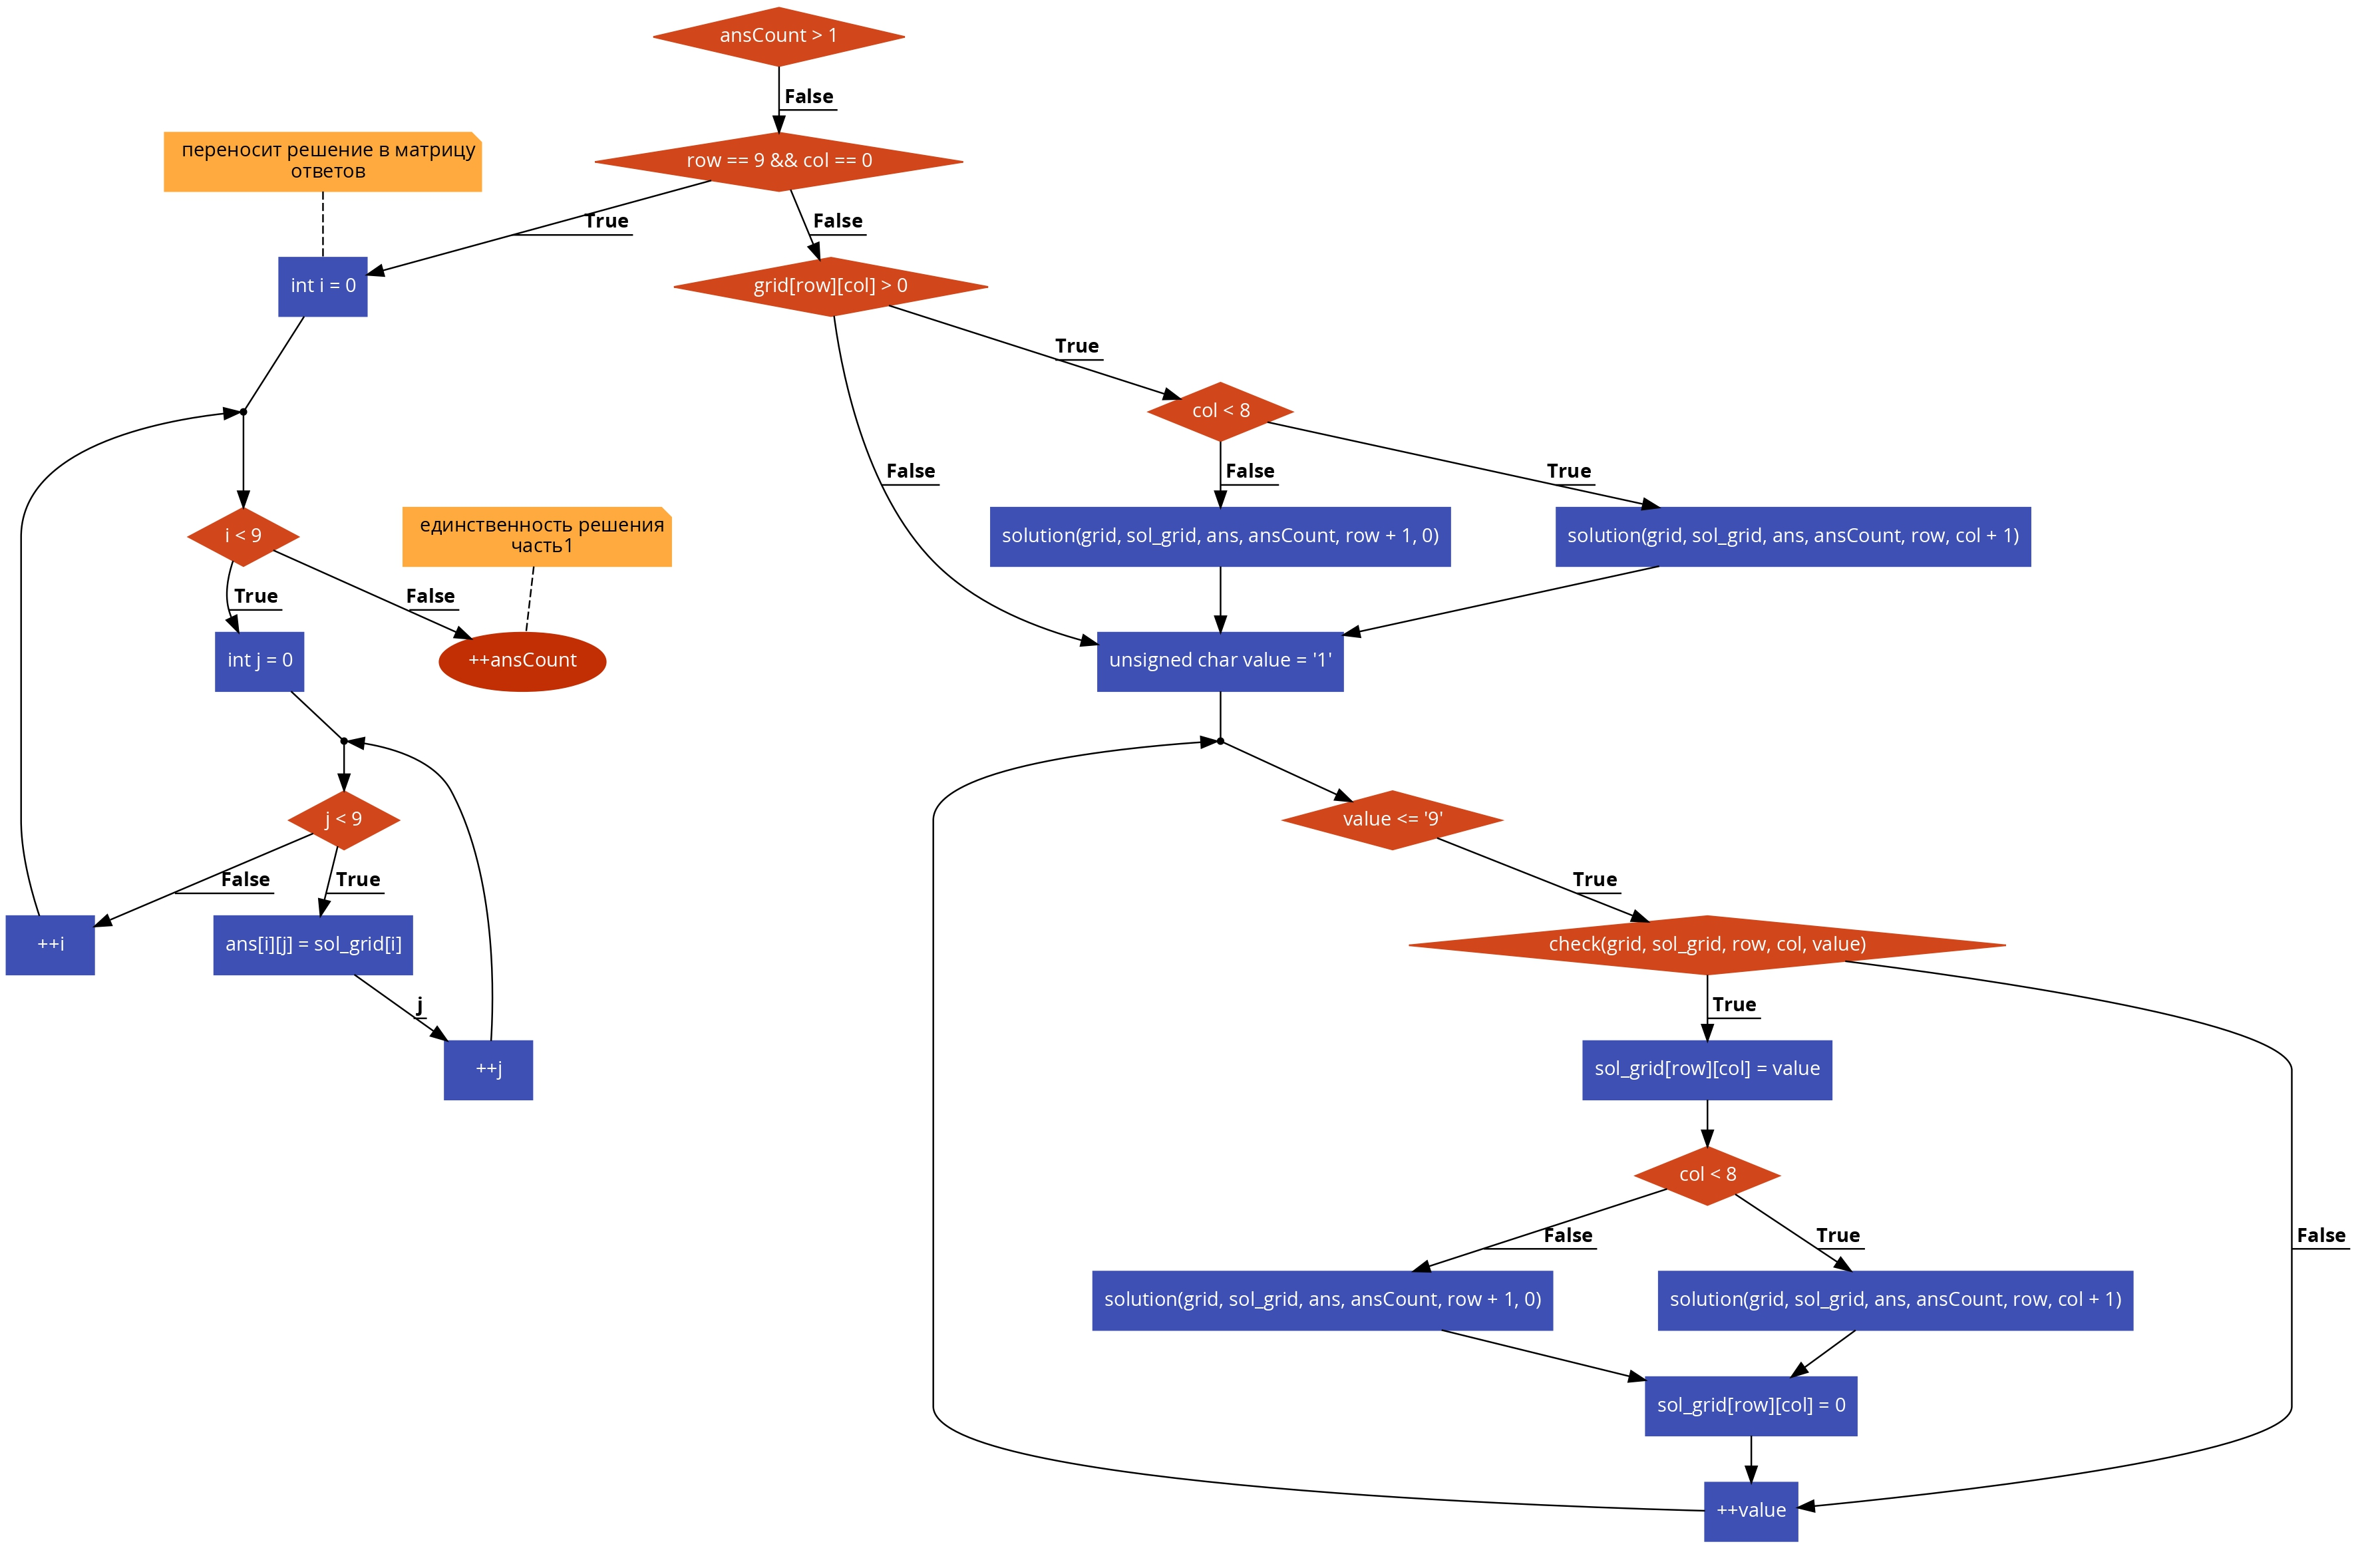 ansCount > 1
False
переносит решение в матрицу
ответов
row == 9 && col == 0
True
False
int i = 0
grid[row][col] > 0
True
col < 8
False
False
True
i < 9
единственность решения
часть1
solution(grid, sol_grid, ans, ansCount, row + 1, 0)
solution(grid, sol_grid, ans, ansCount, row, col + 1)
True
False
int j = 0
++ansCount
unsigned char value = '1'
j < 9
value <= '9'
False
True
True
++i
ans[i][j] = sol_grid[i]
check(grid, sol_grid, row, col, value)
j
True
++j
sol_grid[row][col] = value
col < 8
False
True
False
solution(grid, sol_grid, ans, ansCount, row + 1, 0)
solution(grid, sol_grid, ans, ansCount, row, col + 1)
sol_grid[row][col] = 0
++value